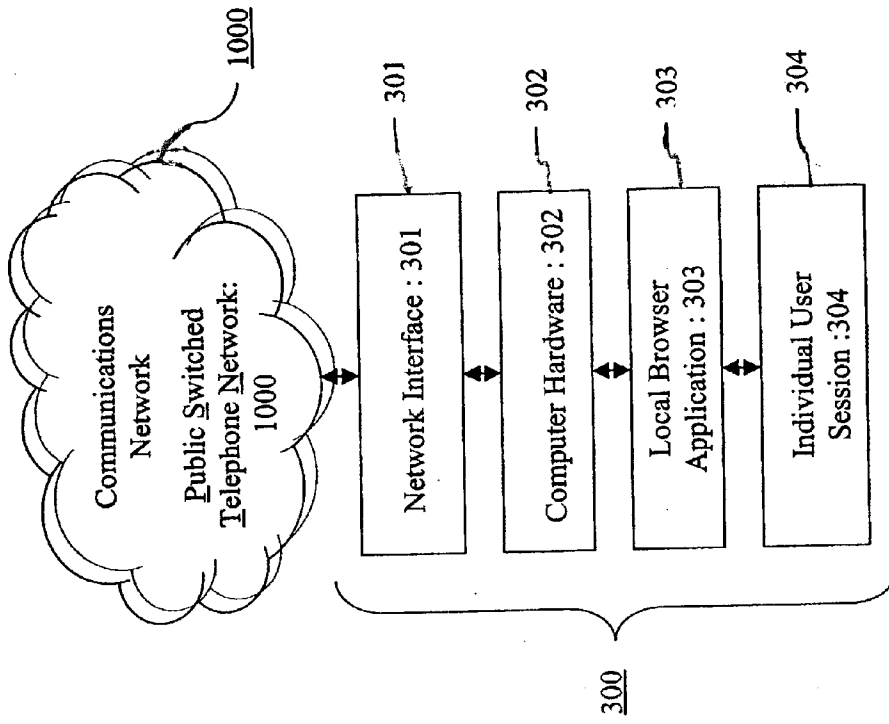 Communications
Network
Public Switched
Telephone Network:
1000
1000
Network Interface : 301
301
Computer Hardware : 302
302
Local Browser
Application : 303
303
Individual User
Session :304
304
300